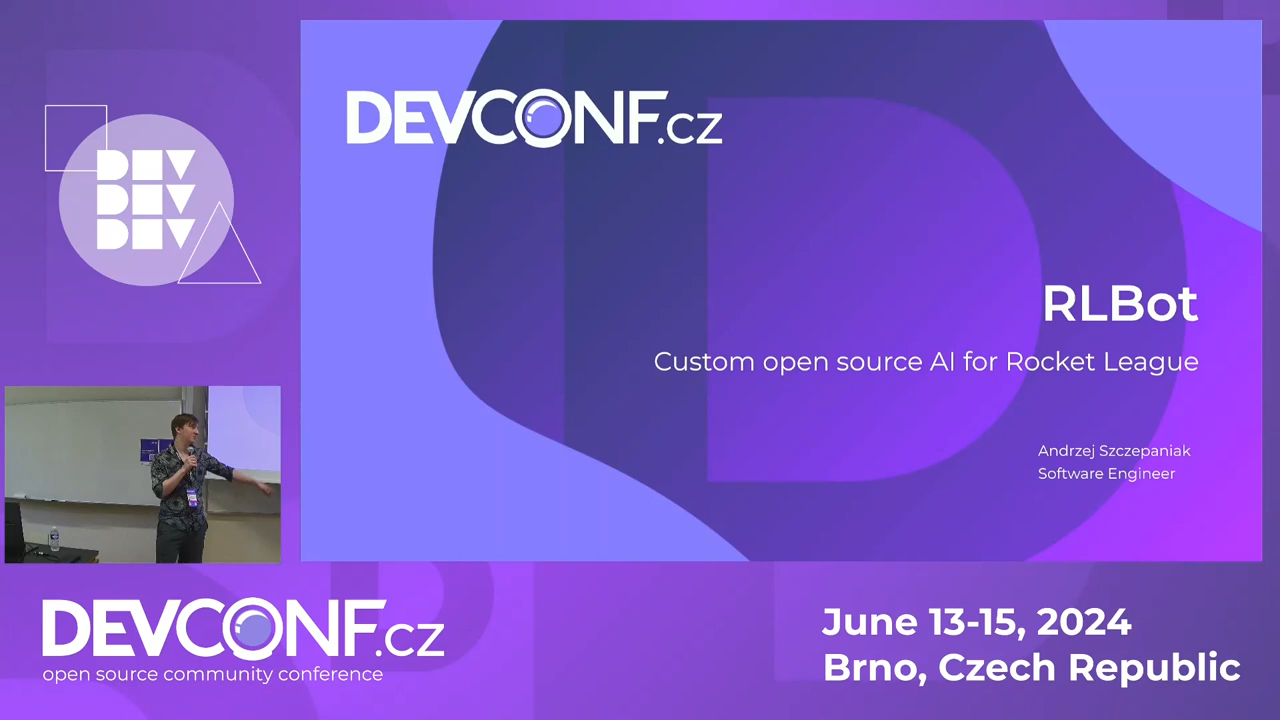 DEVCONF.cz
RLBot
Custom open source AI for Rocket League
Andrzej Szczepaniak
Software Engineer
DEV
DEV
DEV
DEVCONF.cz
open source community conference
June 13-15, 2024
Brno, Czech Republic